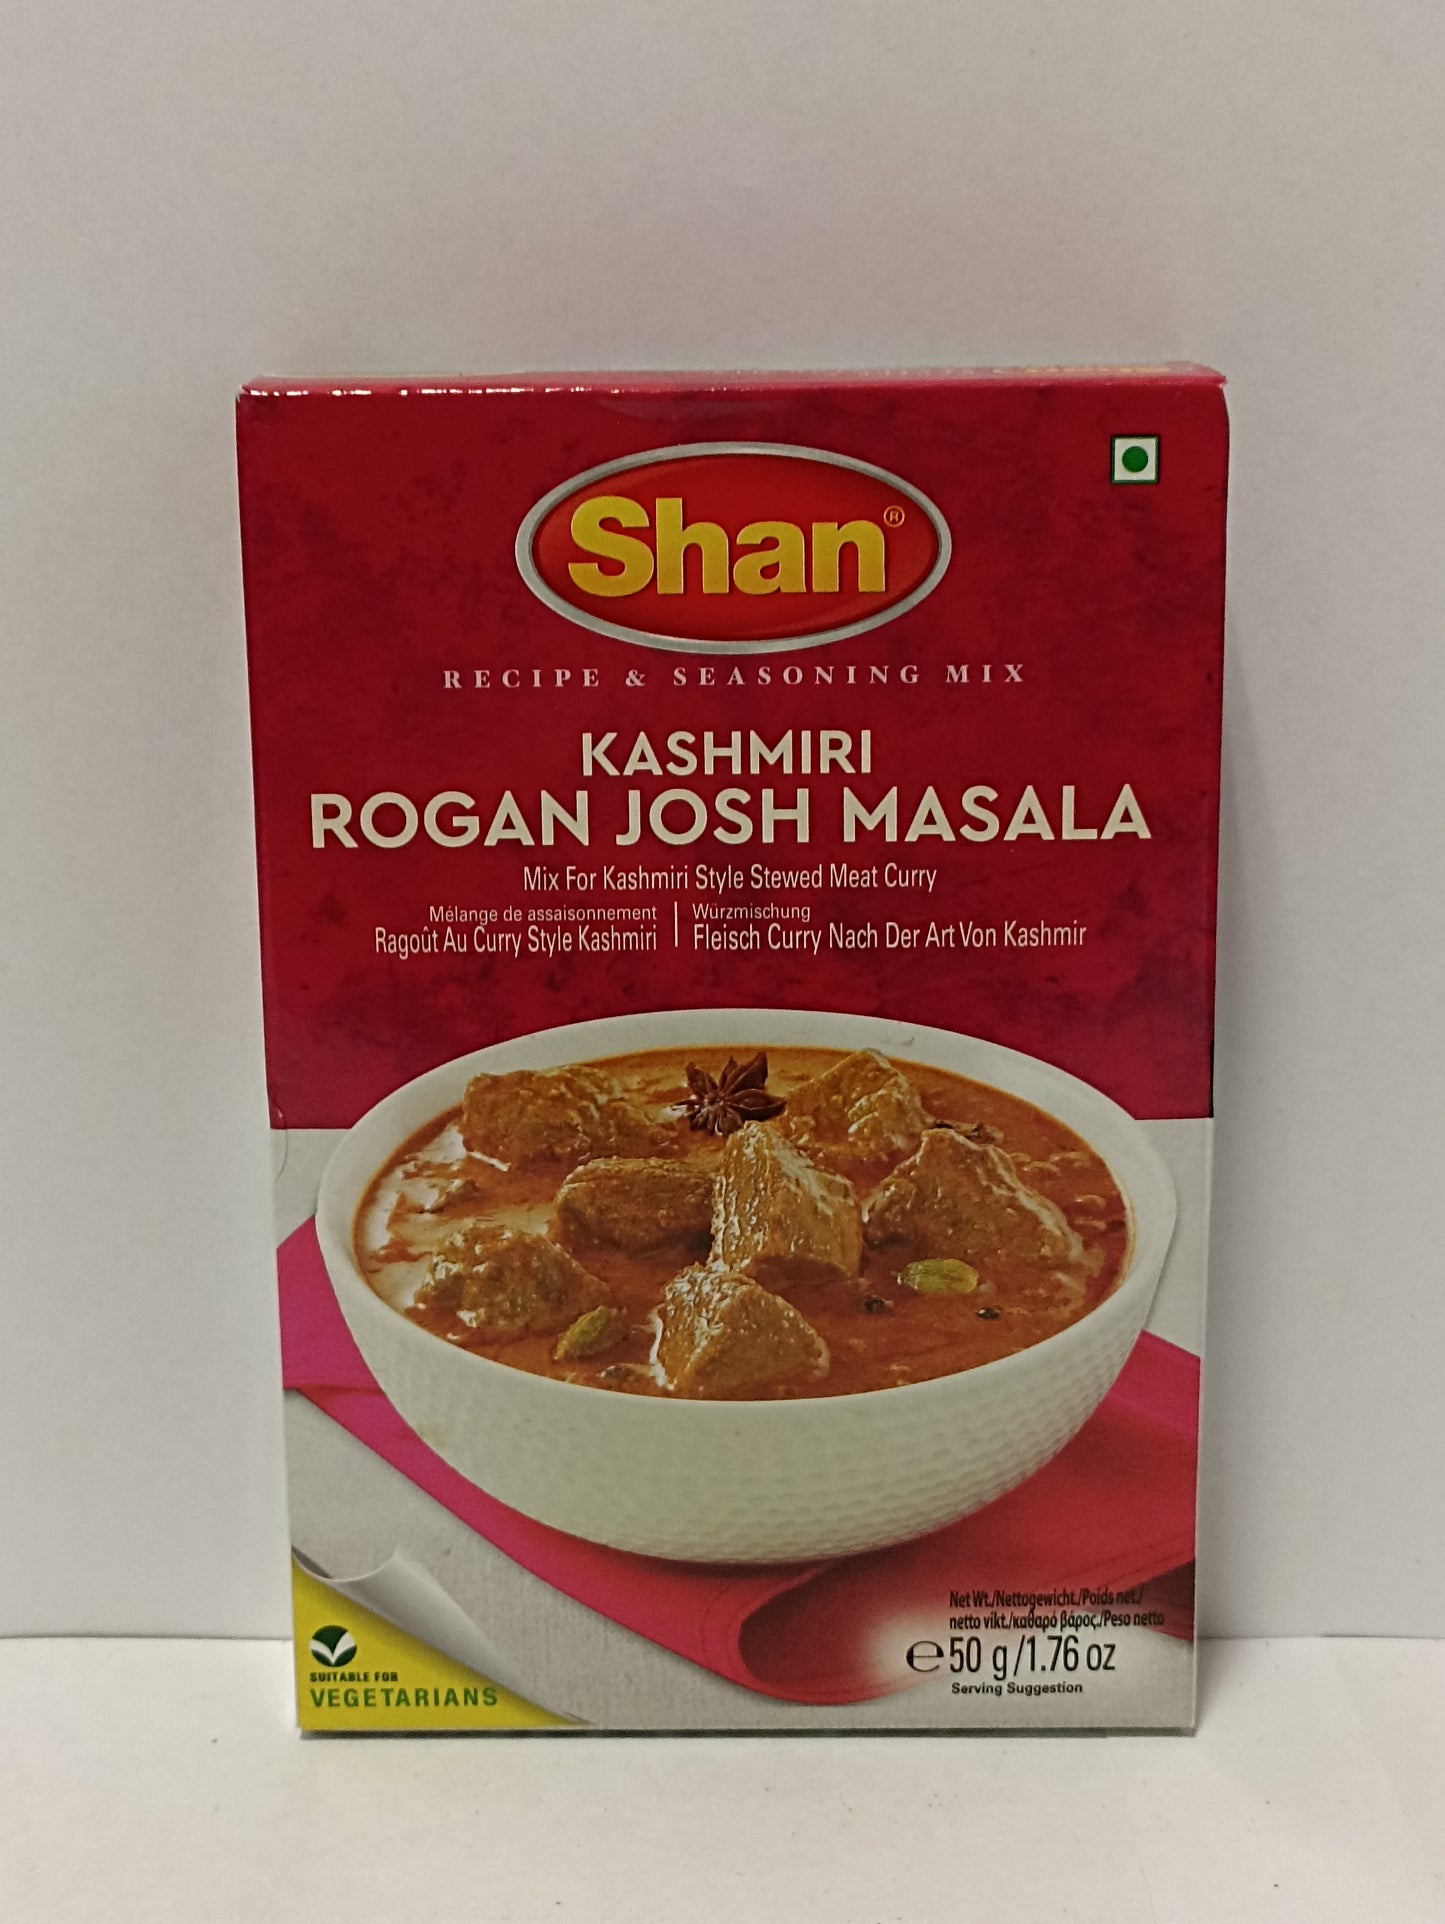 Shan®
RECIPE & SEASONING MIX
KASHMIRI
ROGAN JOSH MASALA
Mix For Kashmiri Style Stewed Meat Curry
Mélange de assaisonnement
Ragoût Au Curry Style Kashmiri
Würzmischung
Fleisch Curry Nach Der Art Von Kashmir
Net Wt./Nettogewicht./Poids net./
netto vikt./καθαρό βάρος./Peso netto
℮50 g/1.76 oz
Serving Suggestion
SUITABLE FOR
VEGETARIANS